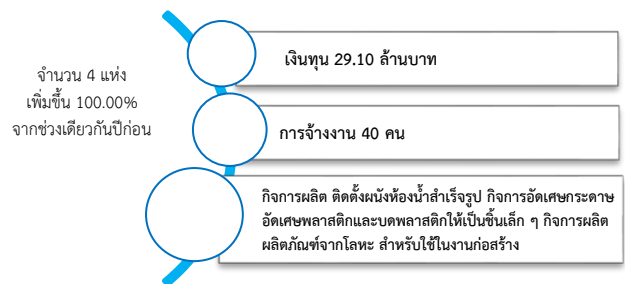 จำนวน 4 แห่ง
เพิ่มขึ้น 100.00%
จากช่วงเดียวกันปีก่อน
เงินทุน 29.10 ล้านบาท
การจ้างงาน 40 คน
กิจการผลิต ติดตั้งผนังห้องน้ำสำเร็จรูป กิจการอัดเศษกระดาษ
อัดเศษพลาสติกและบดพลาสติกให้เป็นชิ้นเล็ก ๆ กิจการผลิต
ผลิตภัณฑ์จากโลหะ สำหรับใช้ในงานก่อสร้าง